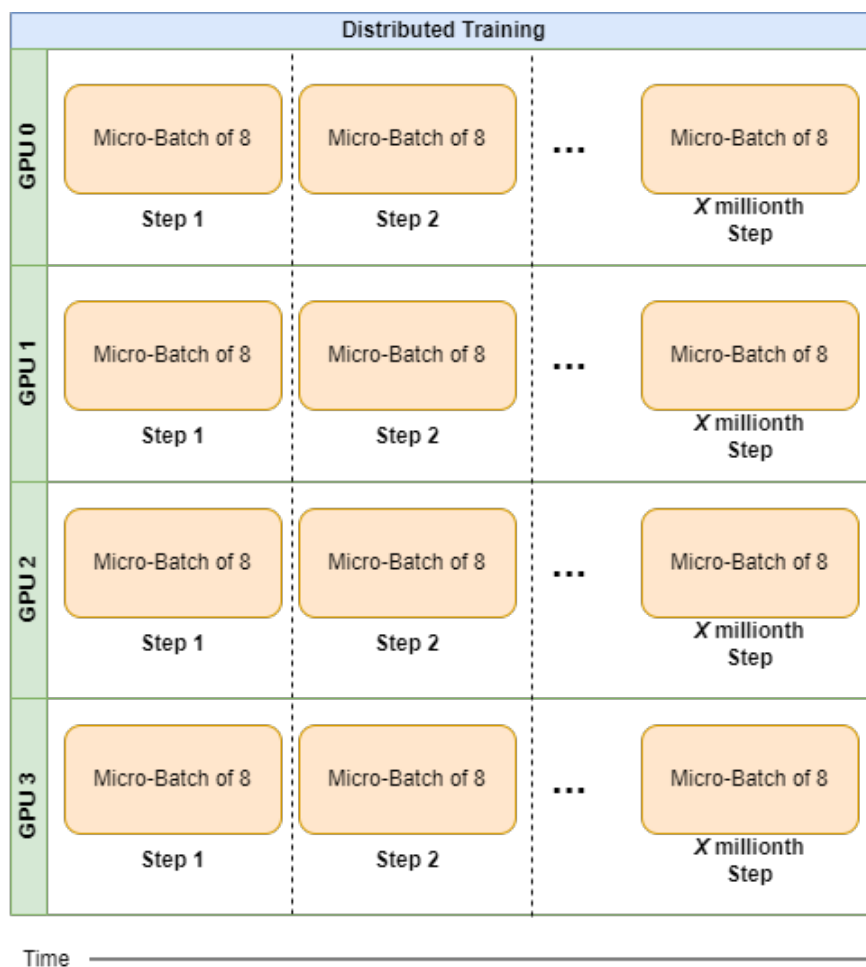 Distributed Training
GPU 0
Micro-Batch of 8
Micro-Batch of 8
...
Micro-Batch of 8
Step 1
Step 2
X millionth
Step
GPU 1
Micro-Batch of 8
Micro-Batch of 8
...
Micro-Batch of 8
Step 1
Step 2
X millionth
Step
GPU 2
Micro-Batch of 8
Micro-Batch of 8
...
Micro-Batch of 8
Step 1
Step 2
X millionth
Step
GPU 3
Micro-Batch of 8
Micro-Batch of 8
...
Micro-Batch of 8
Step 1
Step 2
X millionth
Step
Time